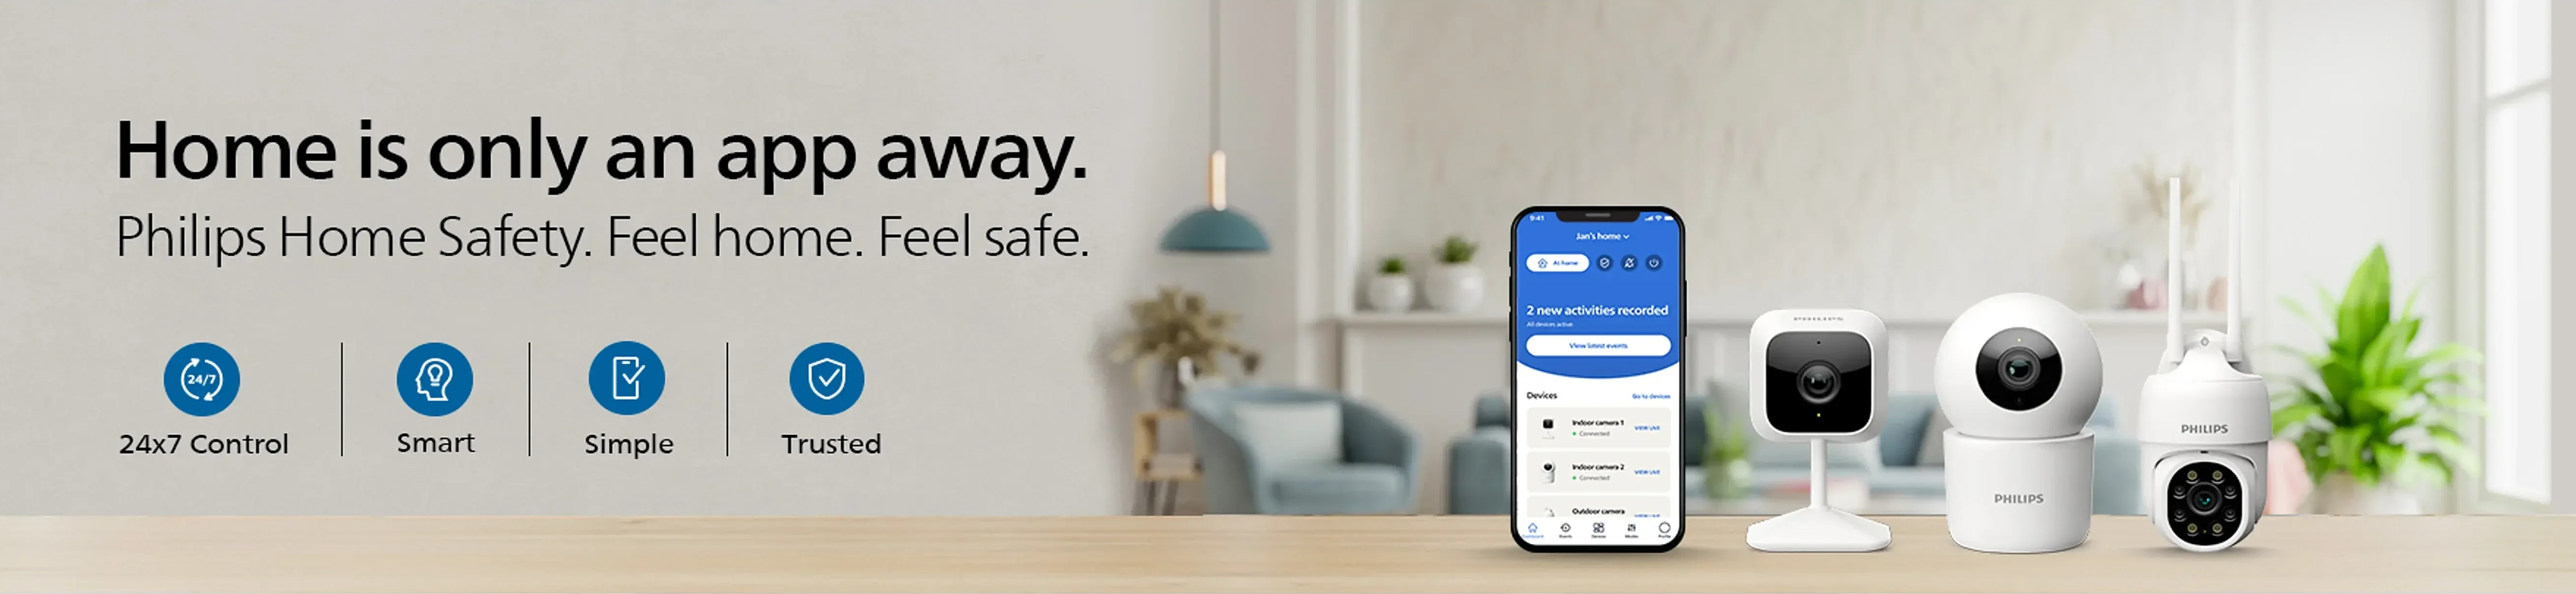 Home is only an app away.
Philips Home Safety. Feel home. Feel safe.
24/7
24x7 Control
Smart
Simple
Trusted
9:41
Jan's home
At home
2 new activities recorded
All devices active
View latest events
Devices
Go to devices
Indoor camera 1
Connected
VIEW LIVE
Indoor camera 2
Connected
VIEW LIVE
Outdoor camera
PHILIPS
PHILIPS
PHILIPS